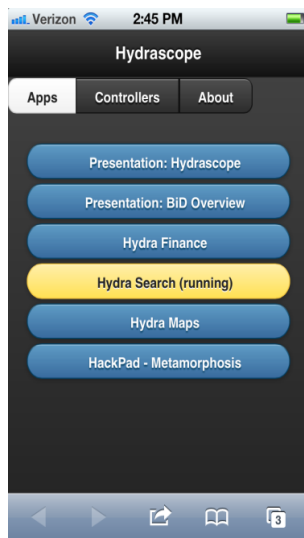 Verizon 2:45 PM
Hydrascope
Apps Controllers About
Presentation: Hydrascope
Presentation: BiD Overview
Hydra Finance
Hydra Search (running)
Hydra Maps
HackPad - Metamorphosis
3